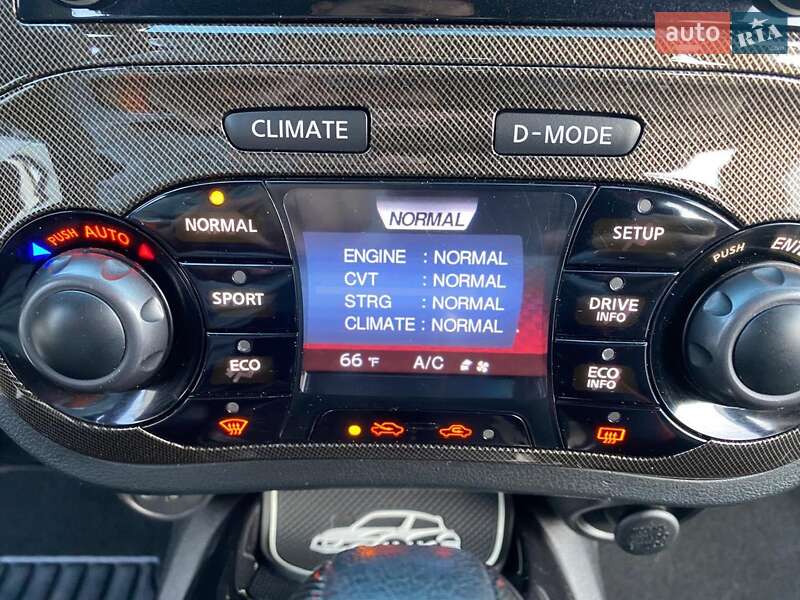 auto RIA
CLIMATE
D-MODE
NORMAL
PUSH AUTO
SPORT
ECO
NORMAL
ENGINE : NORMAL
CVT : NORMAL
STRG : NORMAL
CLIMATE : NORMAL
66 °F A/C
SETUP
DRIVE
INFO
ECO
INFO
PUSH